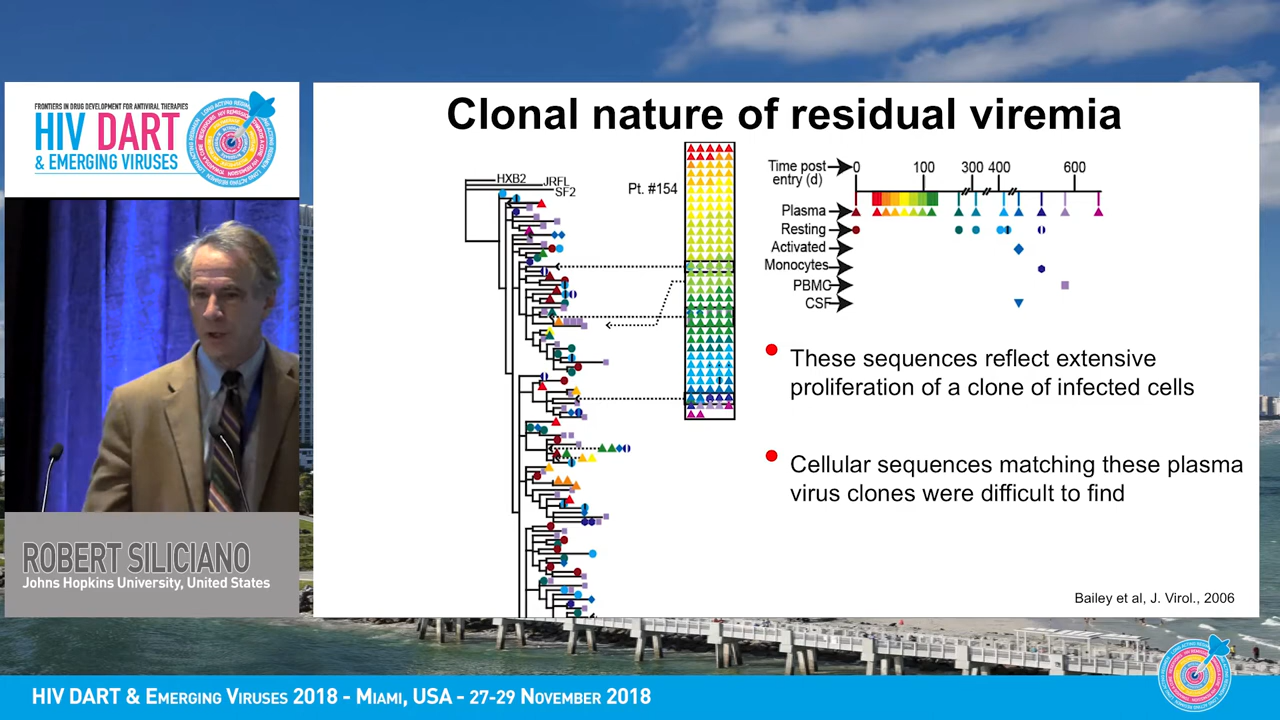 FRONTIERS IN DRUG DEVELOPMENT FOR ANTIVIRAL THERAPIES
HIV DART
& EMERGING VIRUSES
ROBERT SILICIANO
Johns Hopkins University, United States
Clonal nature of residual viremia
HXB2
JRFL
SF2
Pt. #154
Time post
entry (d)
0 100 300 400 600
Plasma
Resting
Activated
Monocytes
PBMC
CSF
These sequences reflect extensive
proliferation of a clone of infected cells
Cellular sequences matching these plasma
virus clones were difficult to find
Bailey et al, J. Virol., 2006
HIV DART & EMERGING VIRUSES 2018 - MIAMI, USA - 27-29 NOVEMBER 2018